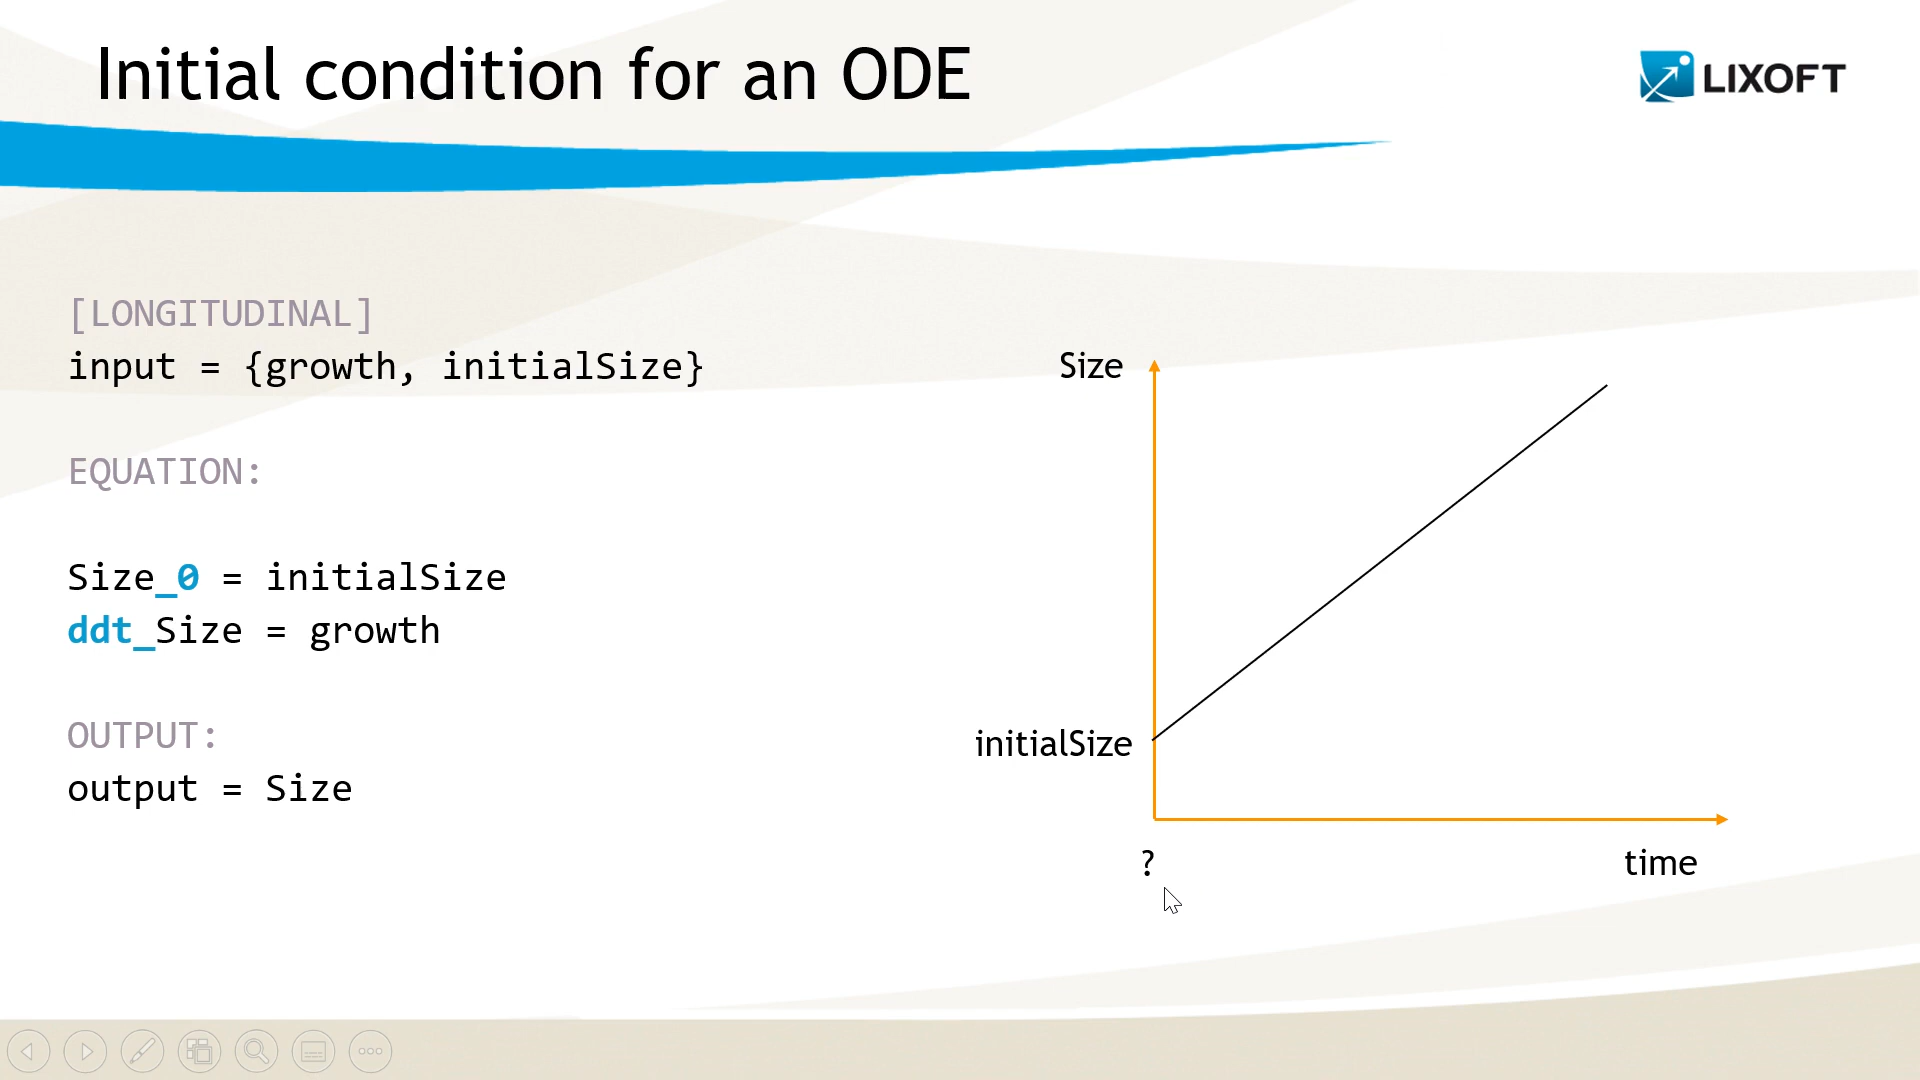 Initial condition for an ODE
LIXOFT
[LONGITUDINAL]
input = {growth, initialSize}
EQUATION:
Size_0 = initialSize
ddt_Size = growth
OUTPUT:
output = Size
Size
initialSize
?
time